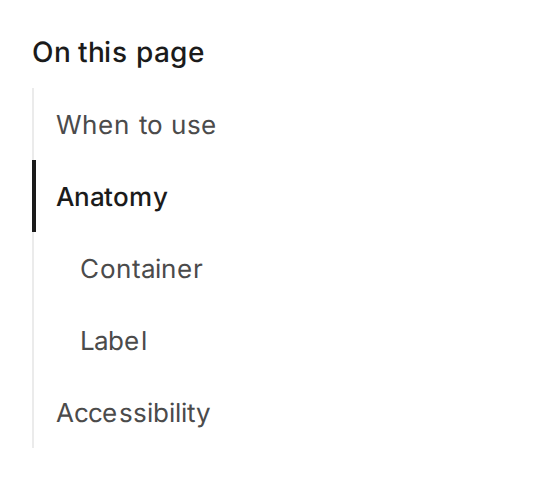 On this page
When to use
Anatomy
Container
Label
Accessibility